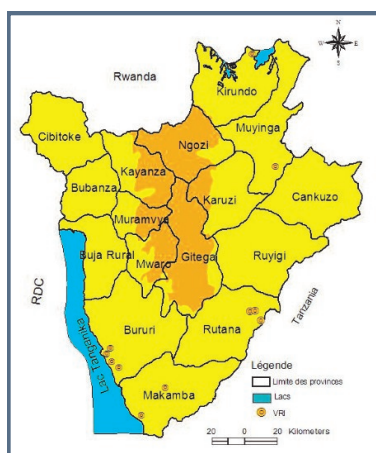 N
W
E
S
Rwanda
Kirundo
Ngozi
Muyinga
Cibitoke
Kayanza
Bubanza
Karuzi
Cankuzo
Muramvya
Buja Rural
Mwaro
Gitega
Ruyigi
RDC
Lac Tanganika
Bururi
Rutana
Tanzania
Makamba
Légende
Limite des provinces
Lacs
VRI
20 0 20 Kilometers